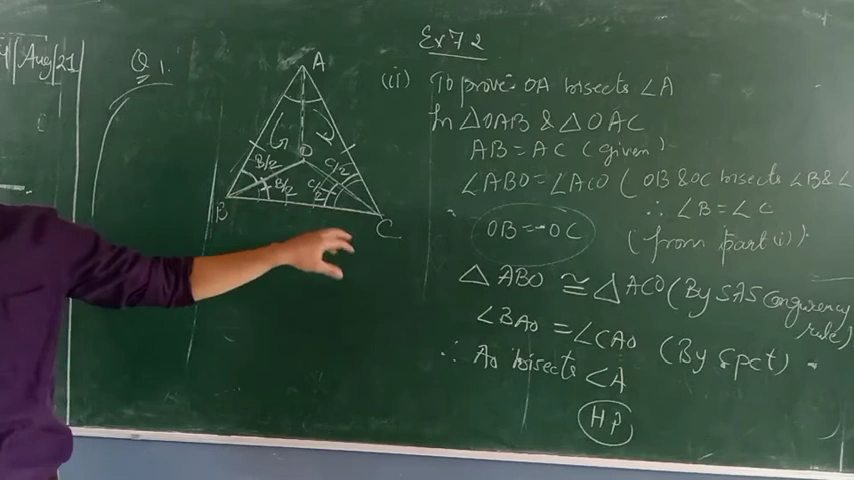 Aug/21
Q 1.
A
O
B/2
B/2
C/2
C/2
B
C
Ex 7.2
(ii) To prove- OA bisects ∠A
In △OAB & △OAC
AB = AC (given)
∠ABO = ∠ACO ( OB & OC bisects ∠B & ∠
∴ ∠B = ∠C
OB = OC (from part (i))
△ ABO ≅ △ ACO (By SAS Congruency rule)
∠BAO = ∠CAO (By cpct)
∴ AO bisects ∠A
HP